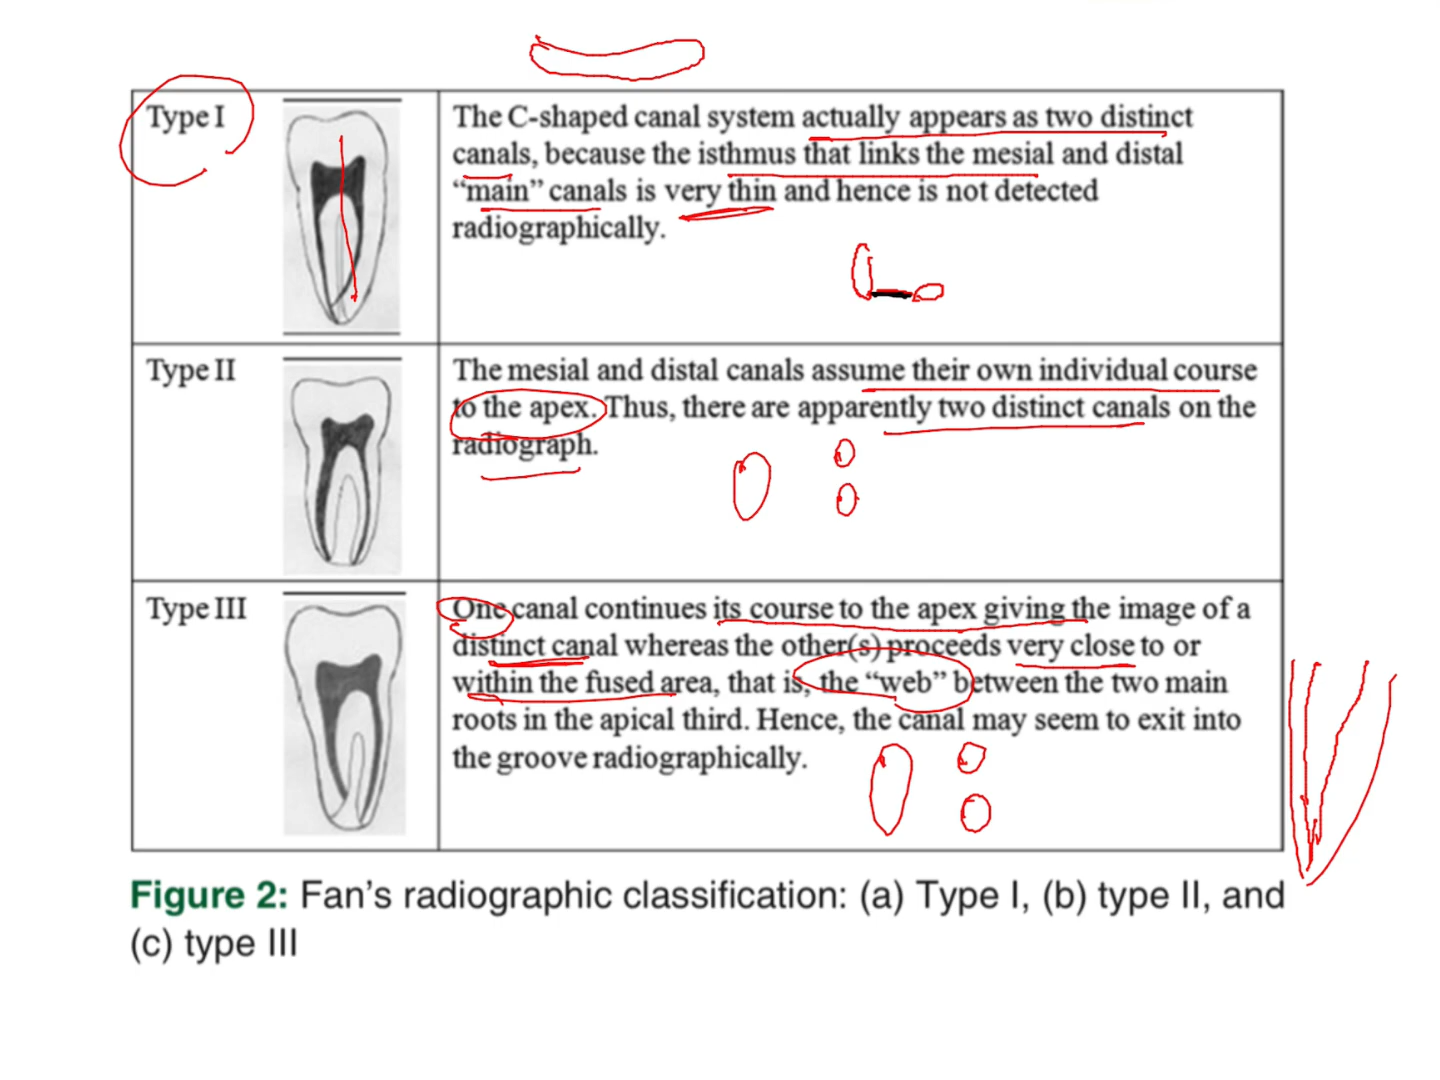 Type I
The C-shaped canal system actually appears as two distinct
canals, because the isthmus that links the mesial and distal
“main” canals is very thin and hence is not detected
radiographically.
Type II
The mesial and distal canals assume their own individual course
to the apex. Thus, there are apparently two distinct canals on the
radiograph.
Type III
One canal continues its course to the apex giving the image of a
distinct canal whereas the other(s) proceeds very close to or
within the fused area, that is, the “web” between the two main
roots in the apical third. Hence, the canal may seem to exit into
the groove radiographically.
Figure 2: Fan’s radiographic classification: (a) Type I, (b) type II, and
(c) type III